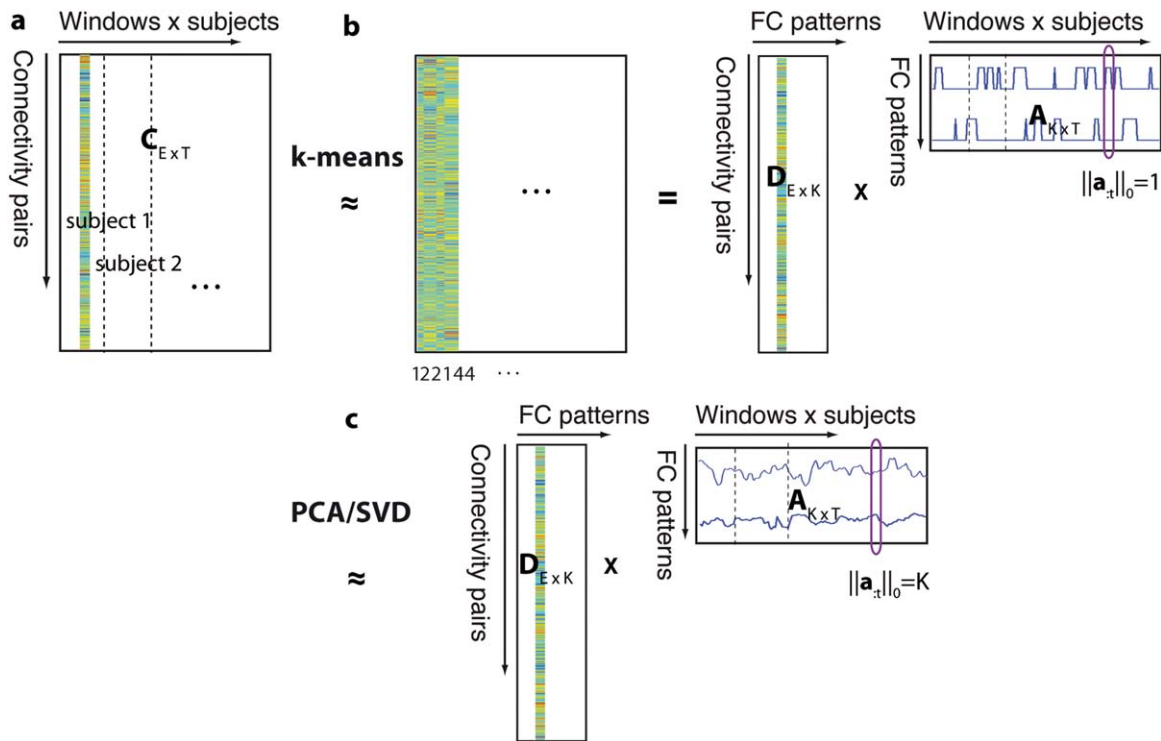 a
Windows x subjects
Connectivity pairs
C E x T
subject 1
subject 2
...
b
k-means
≈
...
122144 ...
=
FC patterns
Connectivity pairs
D E x K
x
Windows x subjects
FC patterns
A K x T
||a:t||0=1
c
PCA/SVD
≈
FC patterns
Connectivity pairs
D E x K
x
Windows x subjects
FC patterns
A K x T
||a:t||0=K